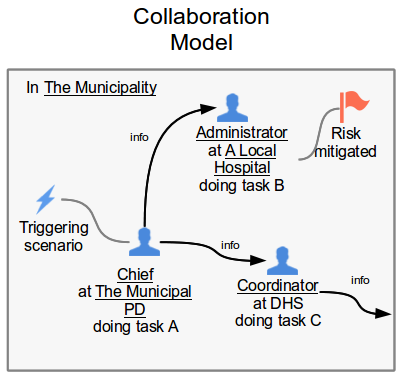 Collaboration
Model
In The Municipality
info
Administrator
at A Local
Hospital
doing task B
Risk
mitigated
Triggering
scenario
info
Chief
at The Municipal
PD
doing task A
Coordinator
at DHS
doing task C
info